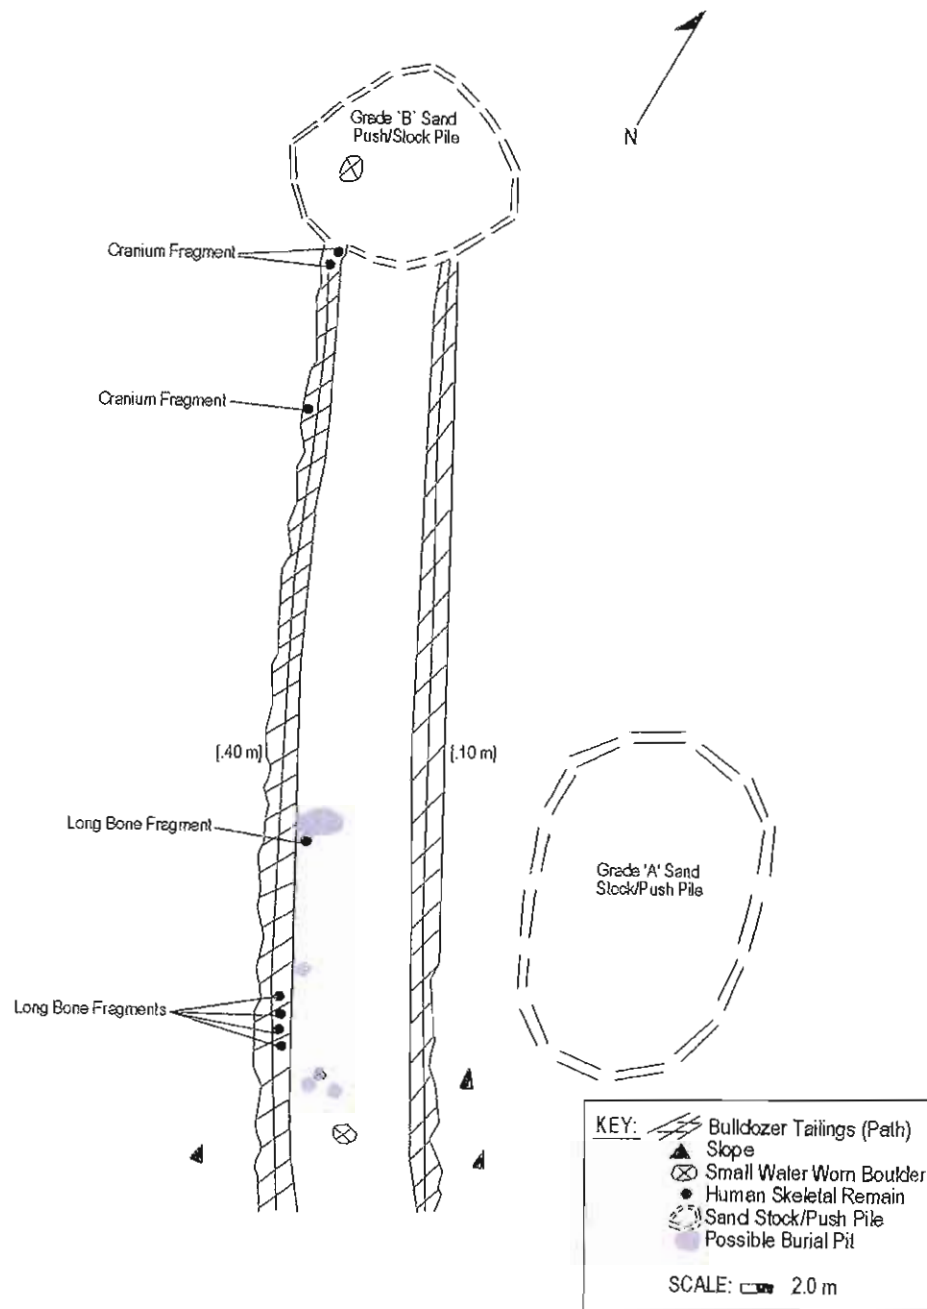 N
Grade 'B' Sand
Push/Stock Pile
Cranium Fragment
Cranium Fragment
[.40 m]
[.10 m]
Long Bone Fragment
Grade 'A' Sand
Stock/Push Pile
Long Bone Fragments
KEY:
Bulldozer Tailings (Path)
Slope
Small Water Worn Boulder
Human Skeletal Remain
Sand Stock/Push Pile
Possible Burial Pit
SCALE: 2.0 m